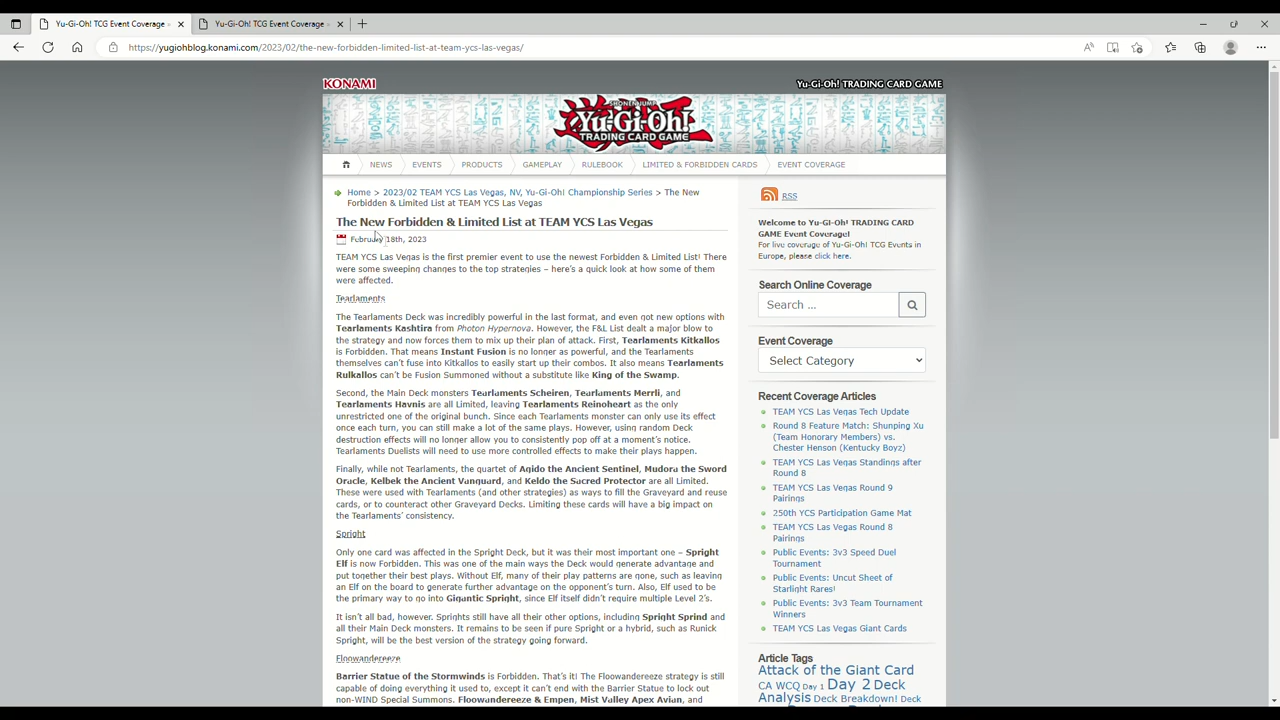 Yu-Gi-Oh! TCG Event Coverage
Yu-Gi-Oh! TCG Event Coverage
https://yugiohblog.konami.com/2023/02/the-new-forbidden-limited-list-at-team-ycs-las-vegas/
KONAMI
Yu-Gi-Oh! TRADING CARD GAME
SHONEN JUMP
Yu-Gi-Oh!
TRADING CARD GAME
NEWS EVENTS PRODUCTS GAMEPLAY RULEBOOK LIMITED & FORBIDDEN CARDS EVENT COVERAGE
Home > 2023/02 TEAM YCS Las Vegas, NV, Yu-Gi-Oh! Championship Series > The New
Forbidden & Limited List at TEAM YCS Las Vegas
The New Forbidden & Limited List at TEAM YCS Las Vegas
February 18th, 2023
TEAM YCS Las Vegas is the first premier event to use the newest Forbidden & Limited List! There
were some sweeping changes to the top strategies – here's a quick look at how some of them
were affected.
Tearlaments
The Tearlaments Deck was incredibly powerful in the last format, and even got new options with
Tearlaments Kashtira from Photon Hypernova. However, the F&L List dealt a major blow to
the strategy and now forces them to mix up their plan of attack. First, Tearlaments Kitkallos
is Forbidden. That means Instant Fusion is no longer as powerful, and the Tearlaments
themselves can't fuse into Kitkallos to easily start up their combos. It also means Tearlaments
Rulkallos can't be Fusion Summoned without a substitute like King of the Swamp.
Second, the Main Deck monsters Tearlaments Scheiren, Tearlaments Merrli, and
Tearlaments Havnis are all Limited, leaving Tearlaments Reinoheart as the only
unrestricted one of the original bunch. Since each Tearlaments monster can only use its effect
once each turn, you can still make a lot of the same plays. However, using random Deck
destruction effects will no longer allow you to consistently pop off at a moment's notice.
Tearlaments Duelists will need to use more controlled effects to make their plays happen.
Finally, while not Tearlaments, the quartet of Agido the Ancient Sentinel, Mudora the Sword
Oracle, Kelbek the Ancient Vanguard, and Keldo the Sacred Protector are all Limited.
These were used with Tearlaments (and other strategies) as ways to fill the Graveyard and reuse
cards, or to counteract other Graveyard Decks. Limiting these cards will have a big impact on
the Tearlaments' consistency.
Spright
Only one card was affected in the Spright Deck, but it was their most important one – Spright
Elf is now Forbidden. This was one of the main ways the Deck would generate advantage and
put together their best plays. Without Elf, many of their play patterns are gone, such as leaving
an Elf on the board to generate further advantage on the opponent's turn. Also, Elf used to be
the primary way to go into Gigantic Spright, since Elf itself didn't require multiple Level 2's.
It isn't all bad, however. Sprights still have all their other options, including Spright Sprind and
all their Main Deck monsters. It remains to be seen if pure Spright or a hybrid, such as Runick
Spright, will be the best version of the strategy going forward.
Floowandereeze
Barrier Statue of the Stormwinds is Forbidden. That's it! The Floowandereeze strategy is still
capable of doing everything it used to, except it can't end with the Barrier Statue to lock out
non-WIND Special Summons. Floowandereeze & Empen, Mist Valley Apex Avian, and
RSS
Welcome to Yu-Gi-Oh! TRADING CARD
GAME Event Coverage!
For live coverage of Yu-Gi-Oh! TCG Events in
Europe, please click here.
Search Online Coverage
Search ...
Event Coverage
Select Category
Recent Coverage Articles
TEAM YCS Las Vegas Tech Update
Round 8 Feature Match: Shunping Xu
(Team Honorary Members) vs.
Chester Henson (Kentucky Boyz)
TEAM YCS Las Vegas Standings after
Round 8
TEAM YCS Las Vegas Round 9
Pairings
250th YCS Participation Game Mat
TEAM YCS Las Vegas Round 8
Pairings
Public Events: 3v3 Speed Duel
Tournament
Public Events: Uncut Sheet of
Starlight Rares!
Public Events: 3v3 Team Tournament
Winners
TEAM YCS Las Vegas Giant Cards
Article Tags
Attack of the Giant Card
CA WCQ Day 1 Day 2 Deck
Analysis Deck Breakdown! Deck